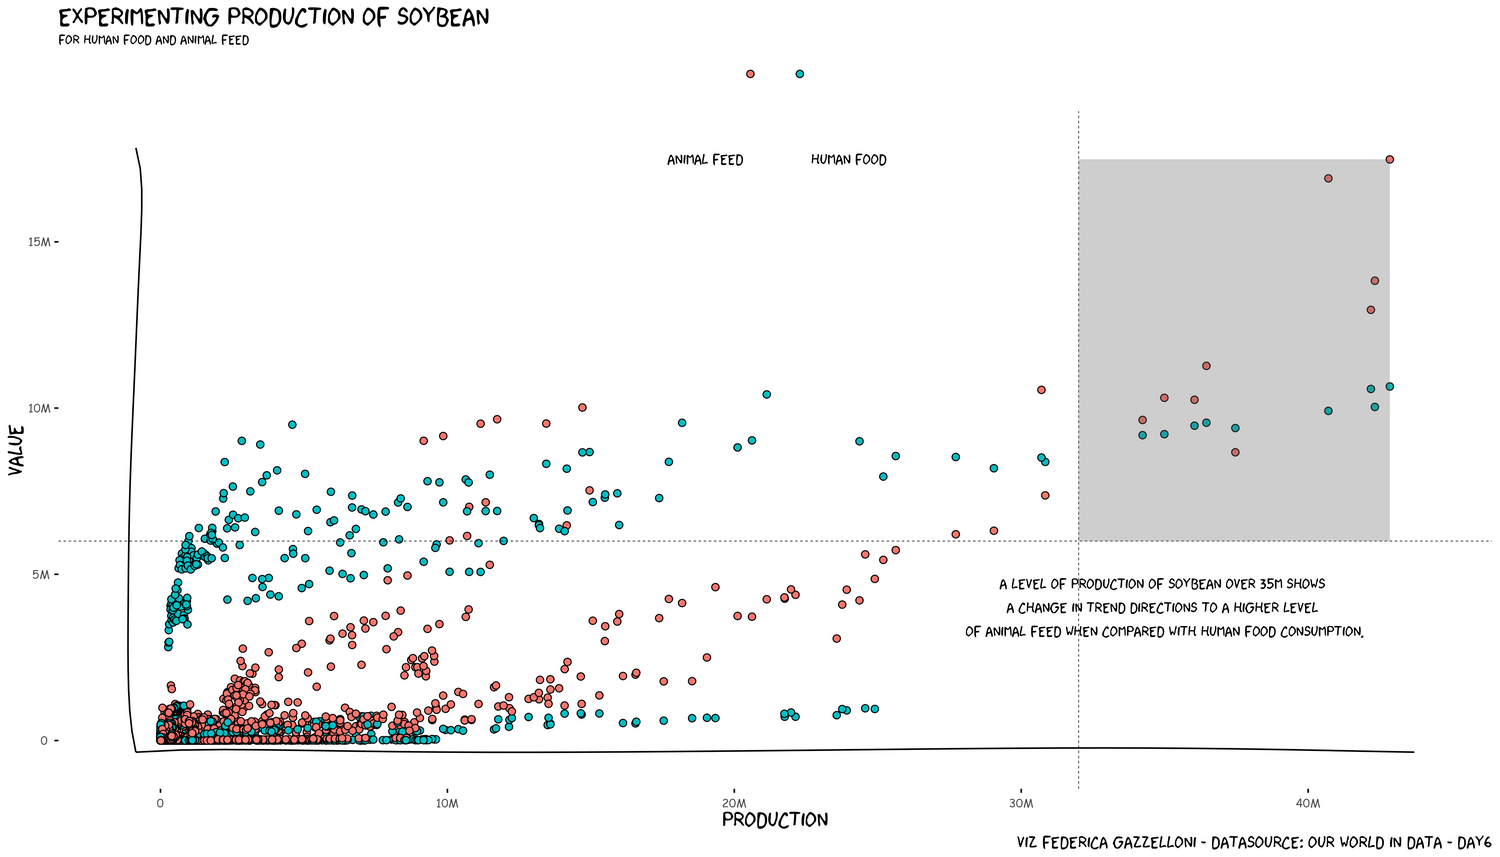 EXPERIMENTING PRODUCTION OF SOYBEAN
FOR HUMAN FOOD AND ANIMAL FEED
ANIMAL FEED HUMAN FOOD
15M
10M
5M
0
VALUE
A LEVEL OF PRODUCTION OF SOYBEAN OVER 35M SHOWS
A CHANGE IN TREND DIRECTIONS TO A HIGHER LEVEL
OF ANIMAL FEED WHEN COMPARED WITH HUMAN FOOD CONSUMPTION.
0 10M 20M 30M 40M
PRODUCTION
VIZ FEDERICA GAZZELLONI - DATASOURCE: OUR WORLD IN DATA - DAY6